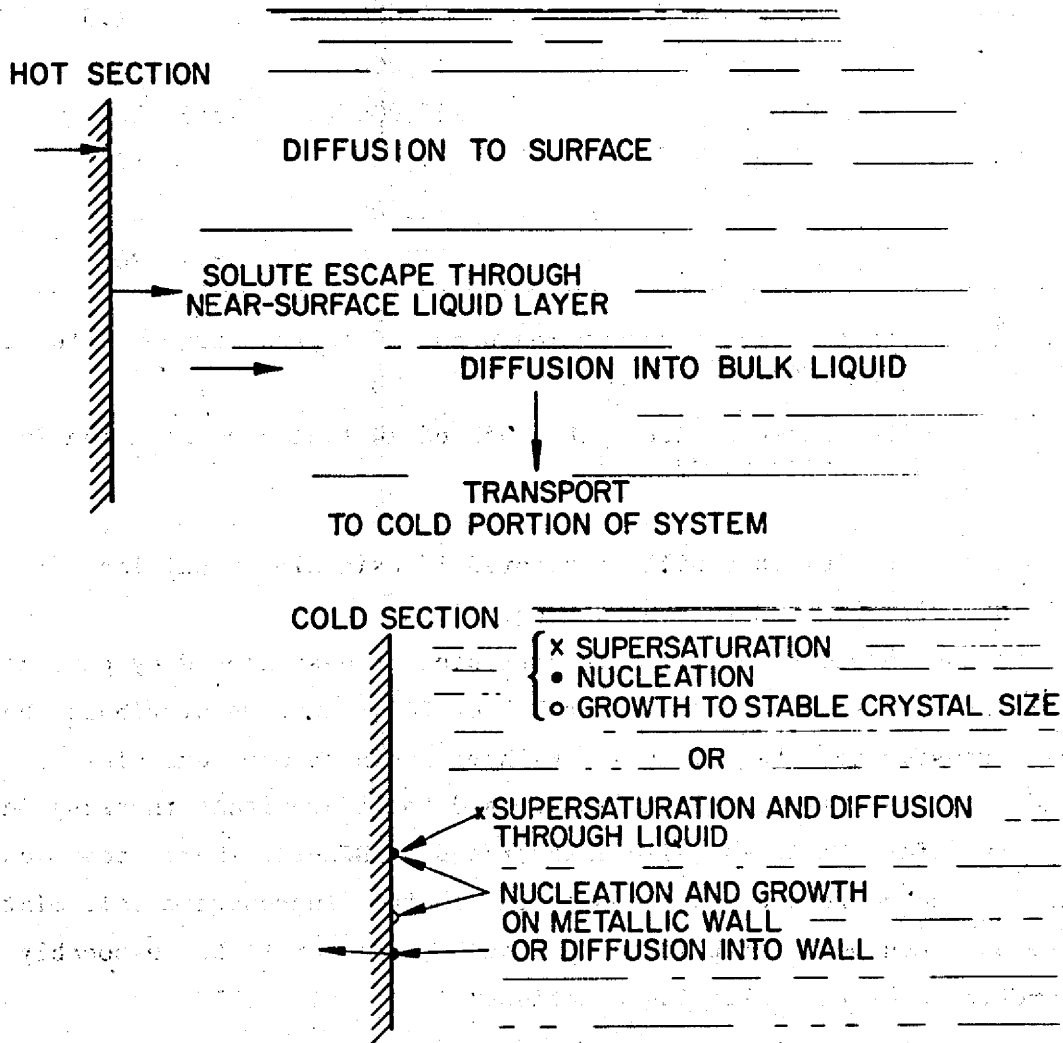 HOT SECTION
DIFFUSION TO SURFACE
SOLUTE ESCAPE THROUGH
NEAR-SURFACE LIQUID LAYER
DIFFUSION INTO BULK LIQUID
TRANSPORT
TO COLD PORTION OF SYSTEM
COLD SECTION
x SUPERSATURATION
• NUCLEATION
o GROWTH TO STABLE CRYSTAL SIZE
OR
x SUPERSATURATION AND DIFFUSION
THROUGH LIQUID
NUCLEATION AND GROWTH
ON METALLIC WALL
OR DIFFUSION INTO WALL